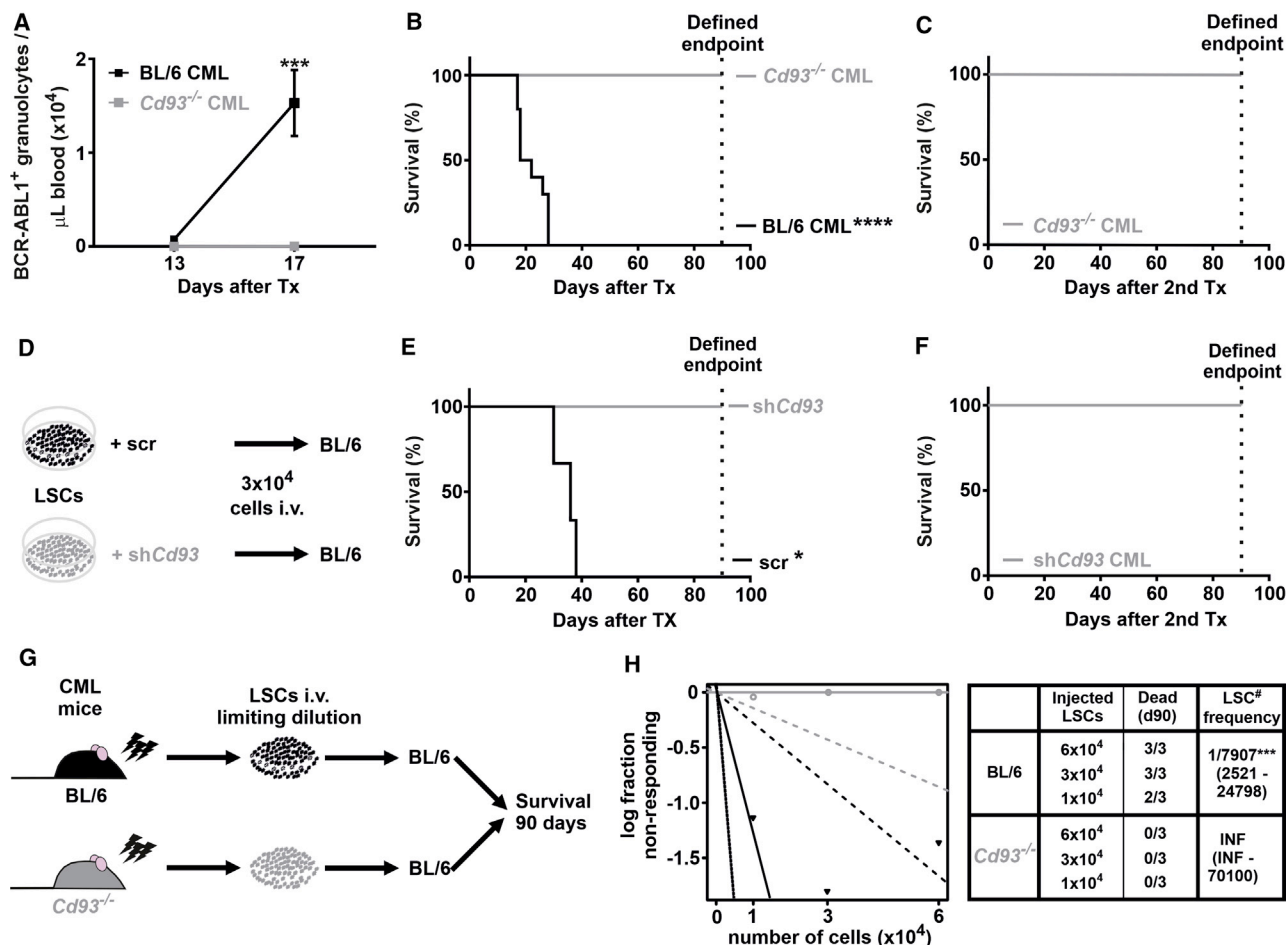 A
BCR-ABL1+ granuolcytes /
µL blood (x10⁴)
2
1
0
BL/6 CML
Cd93-/- CML
***
13
17
Days after Tx
B
Defined
endpoint
Survival (%)
100
50
0
Cd93-/- CML
BL/6 CML****
0 20 40 60 80 100
Days after Tx
C
Defined
endpoint
Survival (%)
100
50
0
Cd93-/- CML
0 20 40 60 80 100
Days after 2nd Tx
D
LSCs
+ scr
BL/6
3x10⁴
cells i.v.
+ shCd93
BL/6
E
Defined
endpoint
Survival (%)
100
50
0
shCd93
scr *
0 20 40 60 80 100
Days after TX
F
Defined
endpoint
Survival (%)
100
50
0
shCd93 CML
0 20 40 60 80 100
Days after 2nd Tx
G
CML
mice
LSCs i.v.
limiting dilution
BL/6
BL/6
Cd93-/-
BL/6
Survival
90 days
H
log fraction
non-responding
0
-0.5
-1.0
-1.5
0 1 3 6
number of cells (x10⁴)
Injected
LSCs
Dead
(d90)
LSC#
frequency
BL/6
6x10⁴ 3/3
3x10⁴ 3/3
1x10⁴ 2/3
1/7907***
(2521 -
24798)
Cd93-/-
6x10⁴ 0/3
3x10⁴ 0/3
1x10⁴ 0/3
INF
(INF -
70100)